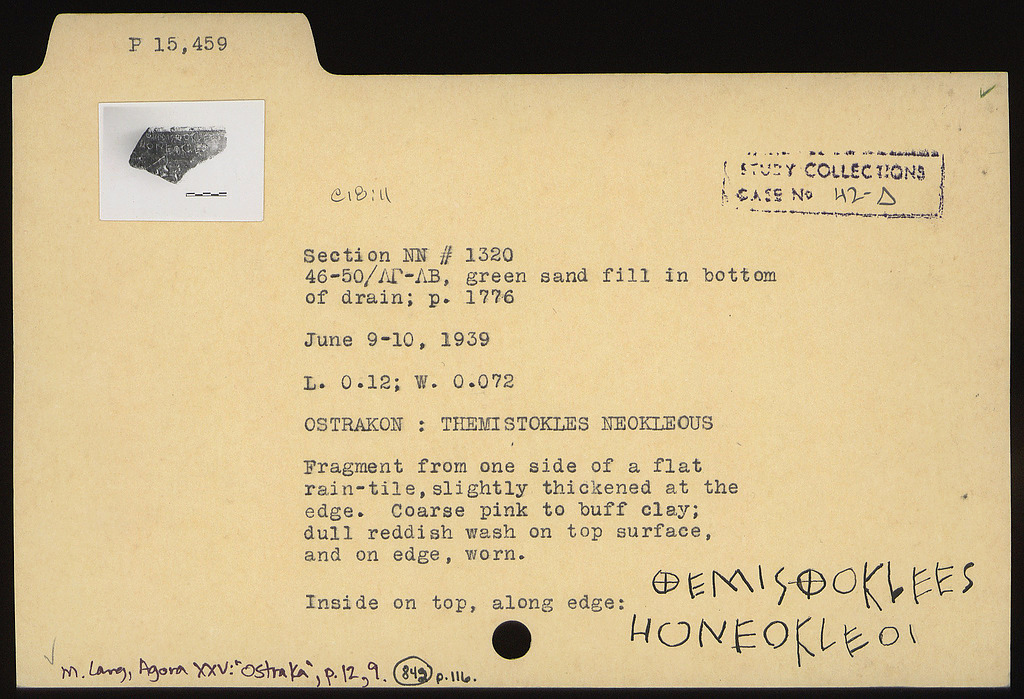 P 15,459
C18:11
STUDY COLLECTIONS
CASE No 42-Δ
Section NN # 1320
46-50/ΛΓ-ΛΒ, green sand fill in bottom
of drain; p. 1776
June 9-10, 1939
L. 0.12; W. 0.072
OSTRAKON : THEMISTOKLES NEOKLEOUS
Fragment from one side of a flat
rain-tile, slightly thickened at the
edge. Coarse pink to buff clay;
dull reddish wash on top surface,
and on edge, worn.
Inside on top, along edge:
ⴲEMISⴲOKLEES
HONEOKLEOI
M. Lang, Agora XXV: "Ostraka", p. 12, 9. 849 p. 116.